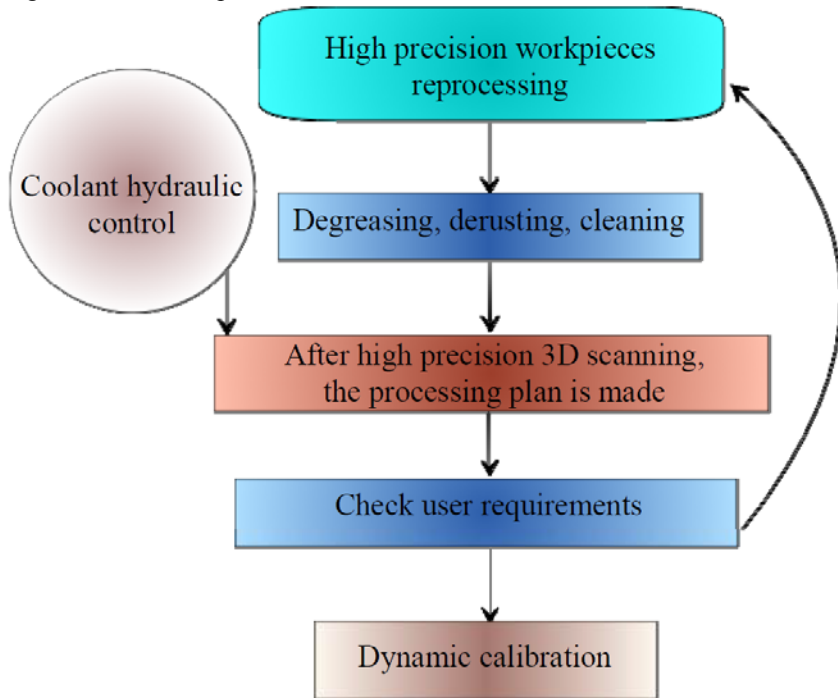 High precision workpieces
reprocessing
Coolant hydraulic
control
Degreasing, derusting, cleaning
After high precision 3D scanning,
the processing plan is made
Check user requirements
Dynamic calibration